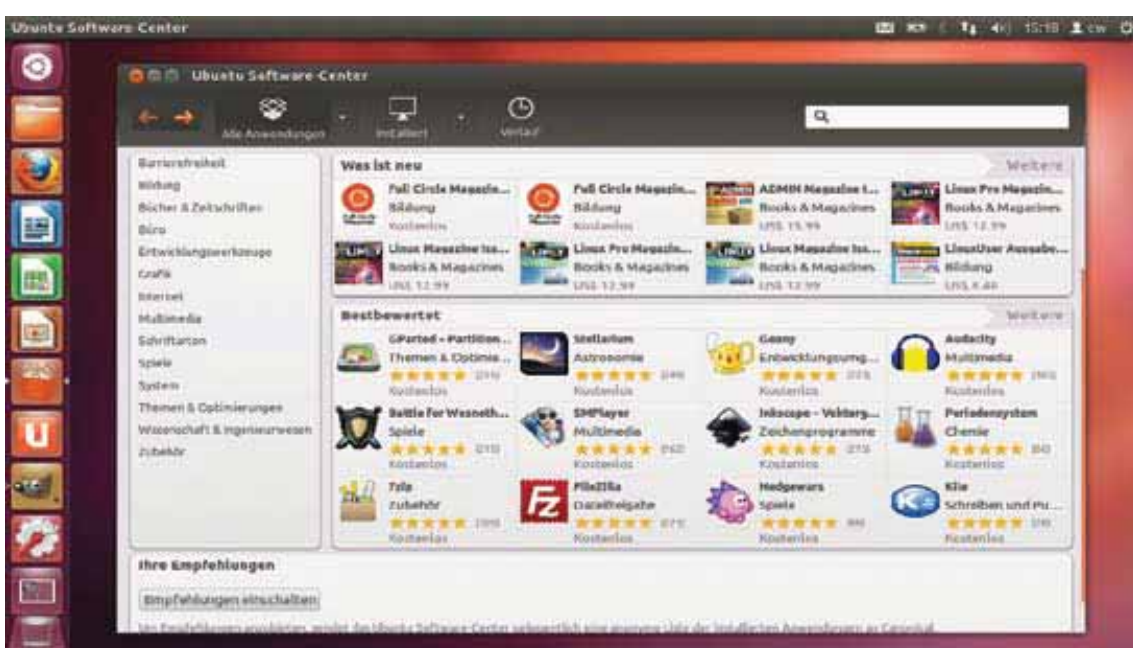 Ubuntu Software Center
15:18 cw
Ubuntu Software-Center
Alle Anwendungen
Installiert
Verlauf
Barrierefreiheit
Bildung
Bücher & Zeitschriften
Büro
Entwicklungswerkzeuge
Grafik
Internet
Multimedia
Schriftarten
Spiele
System
Themen & Optimierungen
Wissenschaft & Ingenieurwesen
Zubehör
Was ist neu
Weitere
Full Circle Magazin...
Bildung
Kostenlos
Full Circle Magazin...
Bildung
Kostenlos
ADMIN Magazine I...
Books & Magazines
US$ 15.99
Linux Pro Magazin...
Books & Magazines
US$ 12.99
Linux Magazine Iss...
Books & Magazines
US$ 12.99
Linux Pro Magazin...
Books & Magazines
US$ 12.99
Linux Magazine Iss...
Books & Magazines
US$ 12.99
LinuxUser Ausgabe...
Bildung
US$
Bestbewertet
Weitere
GParted – Partition...
Themen & Optimie...
Kostenlos
Stellarium
Astronomie
Kostenlos
Geany
Entwicklungsumg...
Kostenlos
Audacity
Multimedia
Kostenlos
Battle for Wesnoth...
Spiele
Kostenlos
SMPlayer
Multimedia
Kostenlos
Inkscape – Vektorg...
Zeichenprogramme
Kostenlos
Periodensystem
Chemie
Kostenlos
Zubehör
Kostenlos
Fz
FileZilla
Dateifreigabe
Kostenlos
Hedgewars
Spiele
Kostenlos
Schreiben und Pu...
Kostenlos
Ihre Empfehlungen
Empfehlungen einschalten